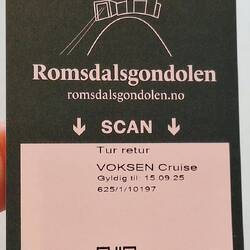 Romsdalsgondolen
romsdalsgondolen.no
↓ SCAN ↓
Tur retur
VOKSEN Cruise
Gyldig til: 15.09.25
625/1/10197